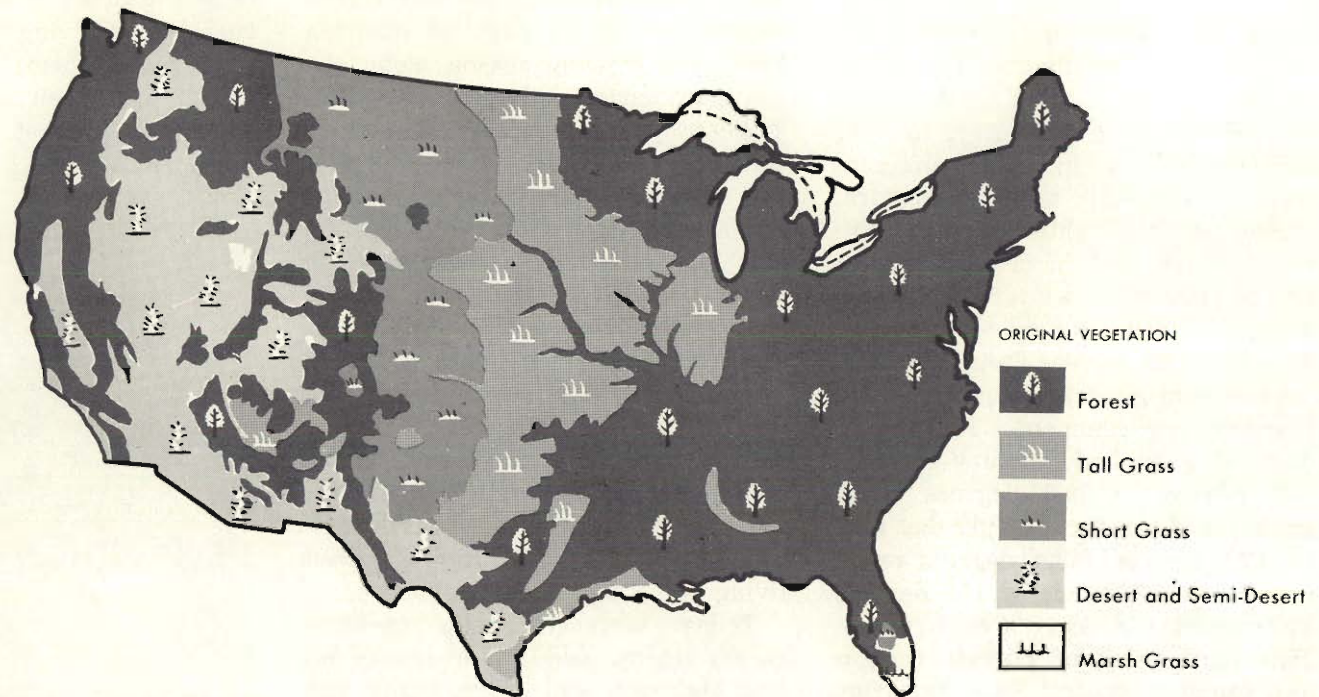 ORIGINAL VEGETATION
Forest
Tall Grass
Short Grass
Desert and Semi-Desert
Marsh Grass